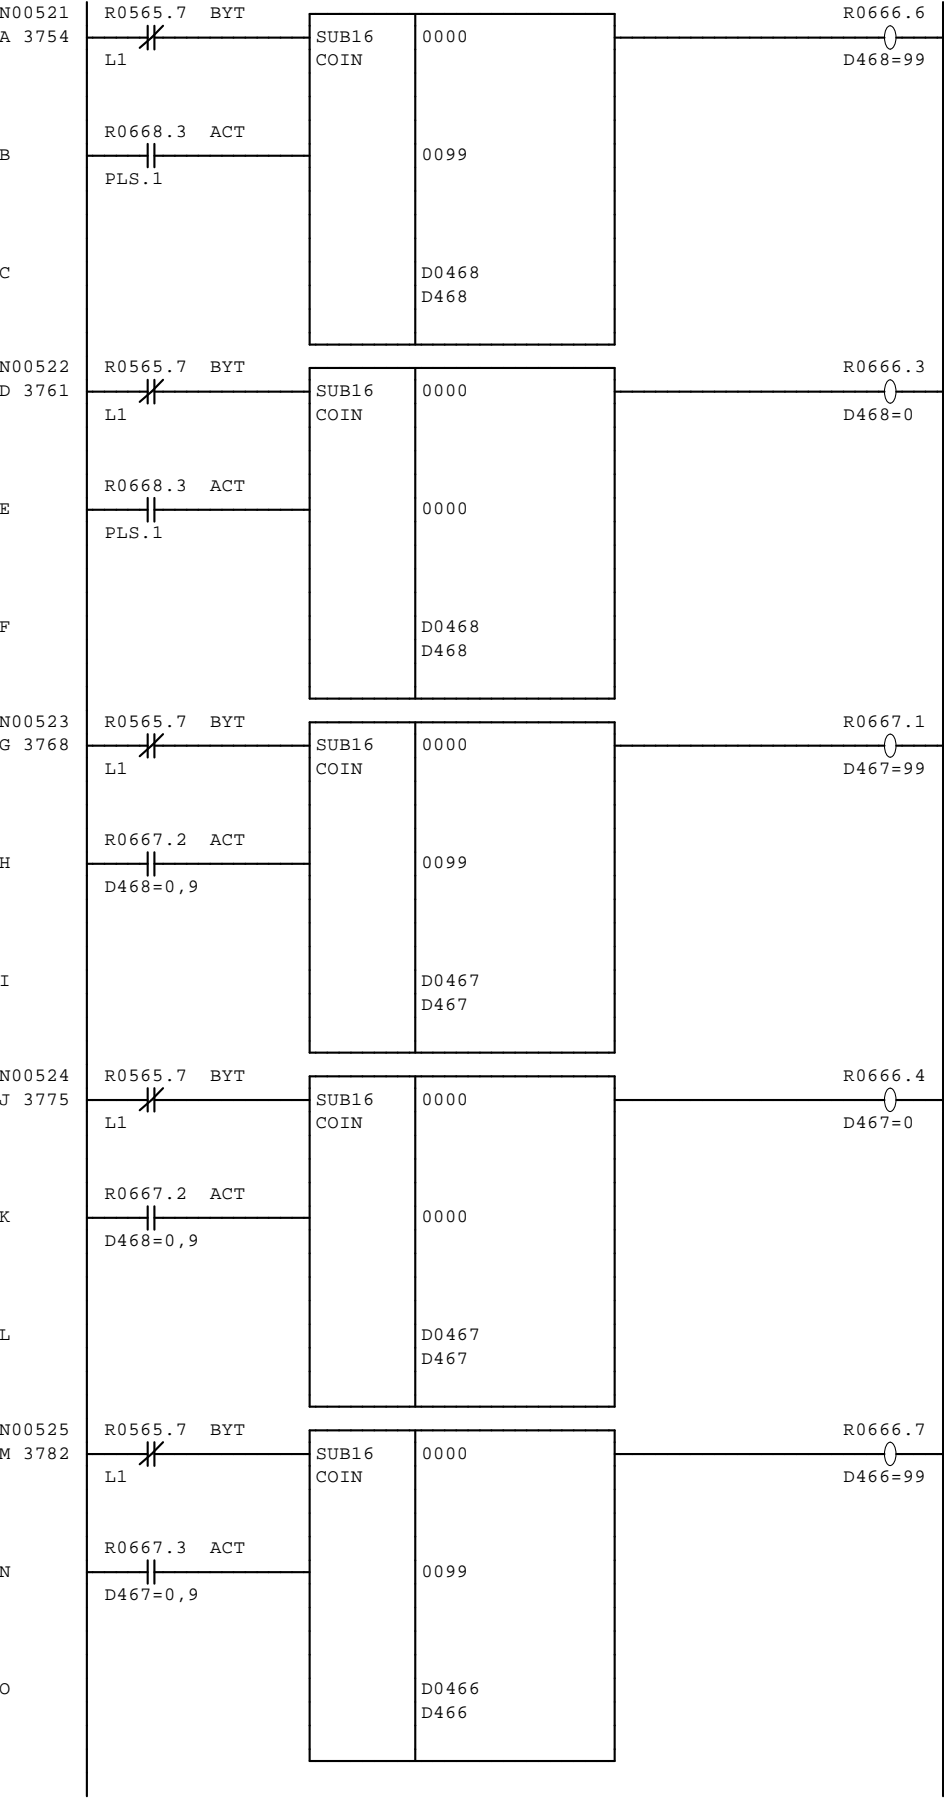 N00521 R0565.7 BYT R0666.6
A 3754 SUB16 0000
L1 COIN D468=99
R0668.3 ACT
B 0099
PLS.1
C D0468
D468
N00522 R0565.7 BYT R0666.3
D 3761 SUB16 0000
L1 COIN D468=0
R0668.3 ACT
E 0000
PLS.1
F D0468
D468
N00523 R0565.7 BYT R0667.1
G 3768 SUB16 0000
L1 COIN D467=99
R0667.2 ACT
H 0099
D468=0,9
I D0467
D467
N00524 R0565.7 BYT R0666.4
J 3775 SUB16 0000
L1 COIN D467=0
R0667.2 ACT
K 0000
D468=0,9
L D0467
D467
N00525 R0565.7 BYT R0666.7
M 3782 SUB16 0000
L1 COIN D466=99
R0667.3 ACT
N 0099
D467=0,9
O D0466
D466